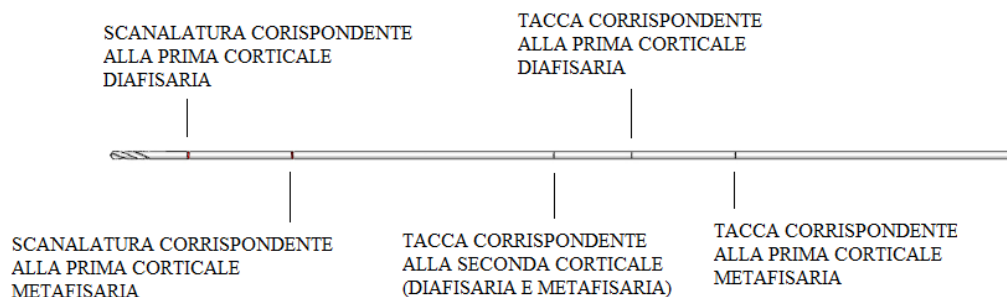 SCANALATURA CORISPONDENTE
ALLA PRIMA CORTICALE
DIAFISARIA
TACCA CORRISPONDENTE
ALLA PRIMA CORTICALE
DIAFISARIA
SCANALATURA CORRISPONDENTE
ALLA PRIMA CORTICALE
METAFISARIA
TACCA CORRISPONDENTE
ALLA SECONDA CORTICALE
(DIAFISARIA E METAFISARIA)
TACCA CORRISPONDENTE
ALLA PRIMA CORTICALE
METAFISARIA